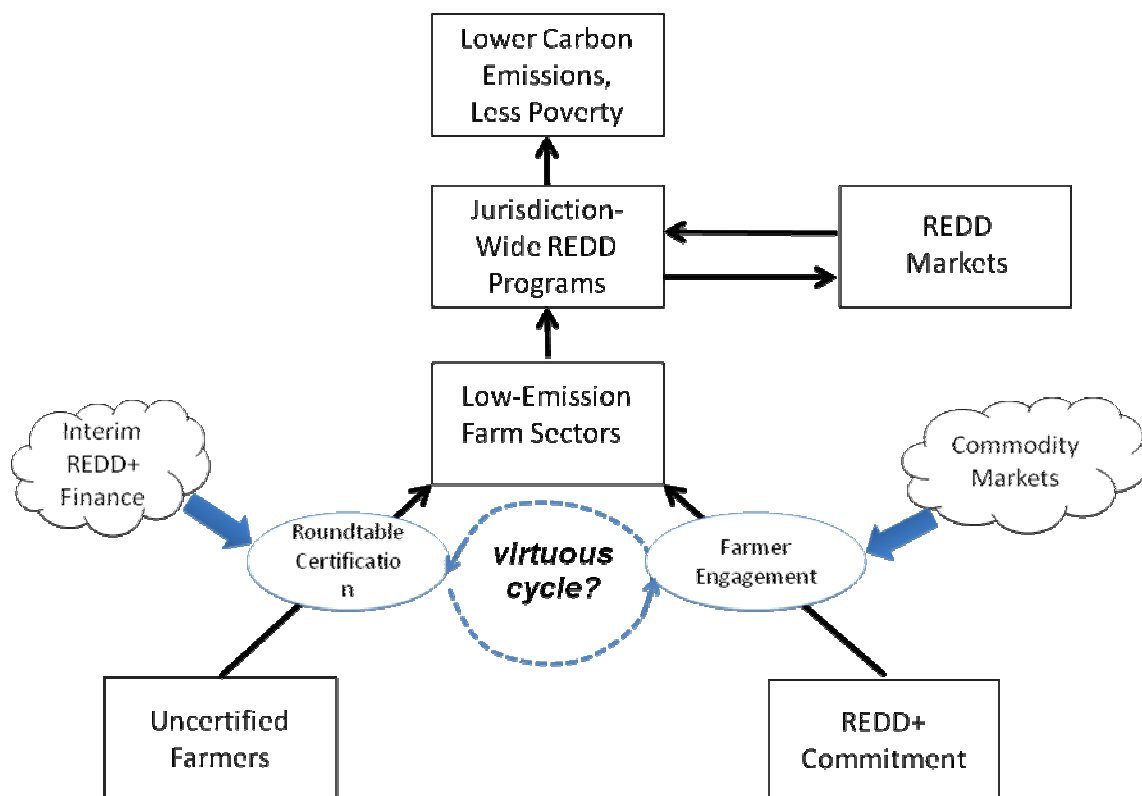 Lower Carbon
Emissions,
Less Poverty
Jurisdiction-
Wide REDD
Programs
REDD
Markets
Low-Emission
Farm Sectors
Interim
REDD+
Finance
Commodity
Markets
Roundtable
Certificatio
n
virtuous
cycle?
Farmer
Engagement
Uncertified
Farmers
REDD+
Commitment